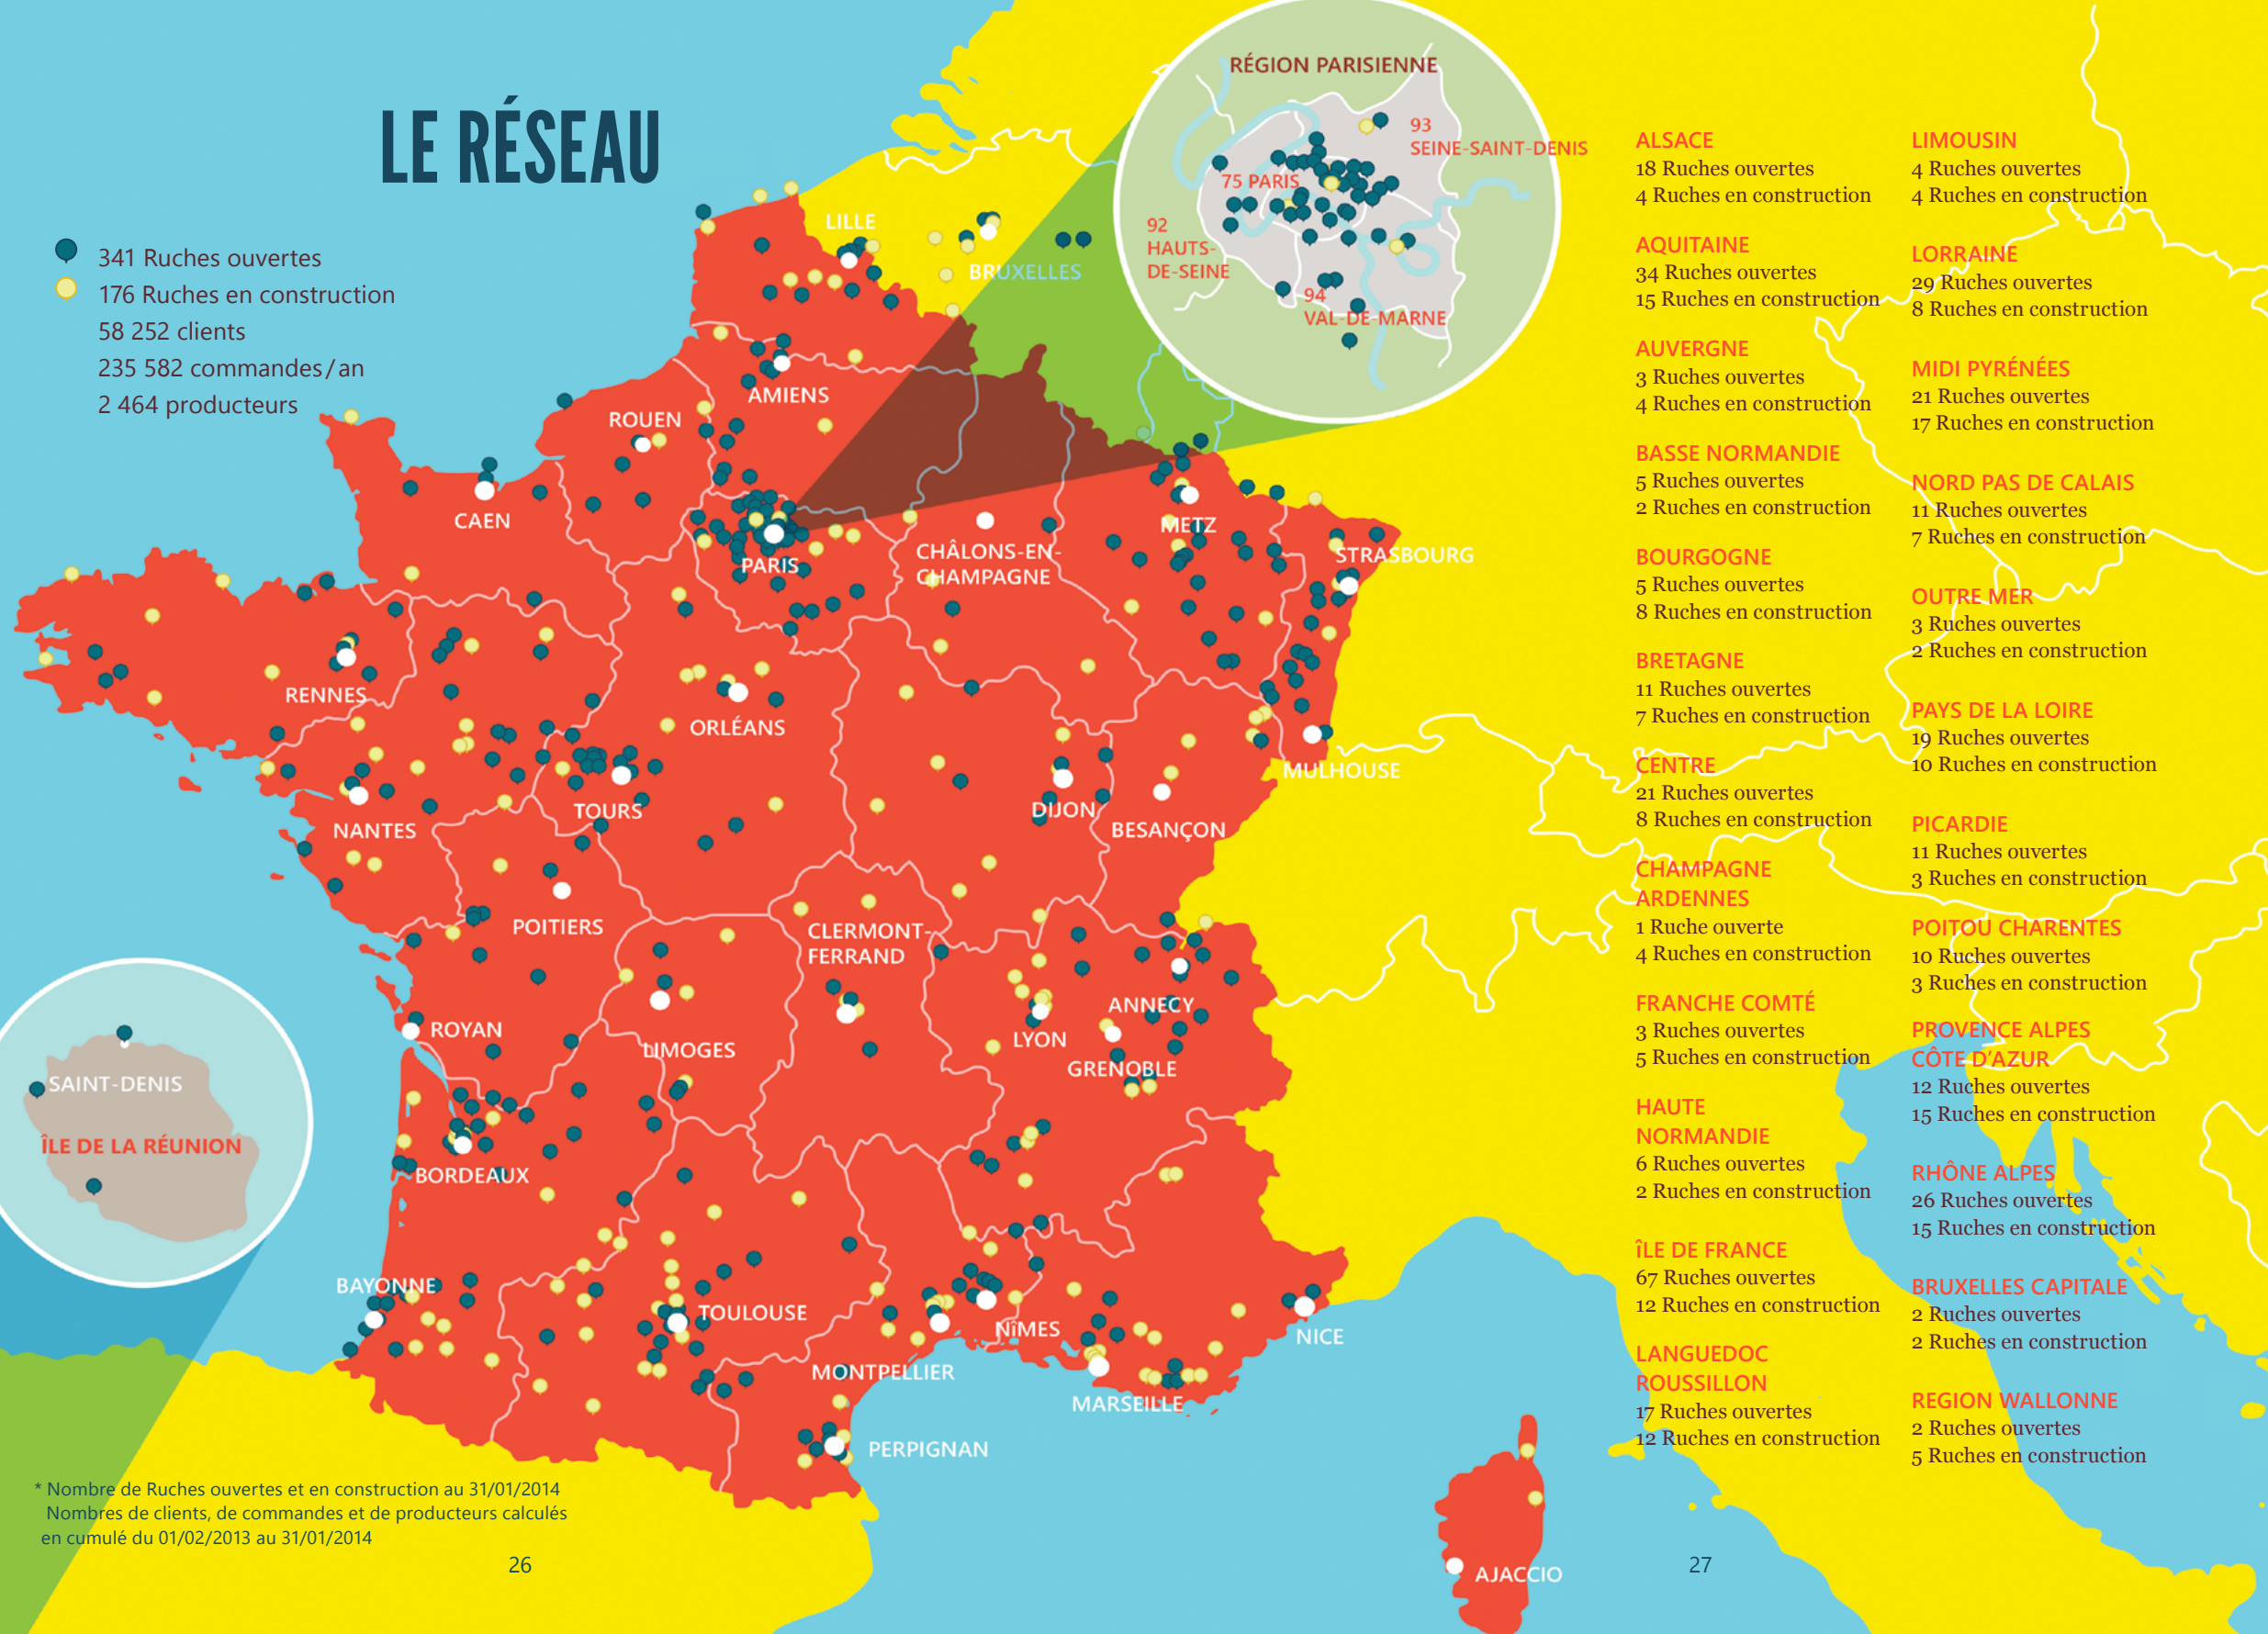 LE RÉSEAU
341 Ruches ouvertes
176 Ruches en construction
58 252 clients
235 582 commandes/an
2 464 producteurs
RÉGION PARISIENNE
93
SEINE-SAINT-DENIS
75 PARIS
92
HAUTS-
DE-SEINE
94
VAL-DE-MARNE
LILLE
BRUXELLES
AMIENS
ROUEN
CAEN
PARIS
CHÂLONS-EN-
CHAMPAGNE
METZ
STRASBOURG
RENNES
ORLÉANS
MULHOUSE
NANTES
TOURS
DIJON
BESANÇON
POITIERS
CLERMONT-
FERRAND
ROYAN
LIMOGES
LYON
ANNECY
GRENOBLE
SAINT-DENIS
ÎLE DE LA RÉUNION
BORDEAUX
BAYONNE
TOULOUSE
NÎMES
NICE
MONTPELLIER
MARSEILLE
PERPIGNAN
AJACCIO
* Nombre de Ruches ouvertes et en construction au 31/01/2014
Nombres de clients, de commandes et de producteurs calculés
en cumulé du 01/02/2013 au 31/01/2014
26
ALSACE
18 Ruches ouvertes
4 Ruches en construction
AQUITAINE
34 Ruches ouvertes
15 Ruches en construction
AUVERGNE
3 Ruches ouvertes
4 Ruches en construction
BASSE NORMANDIE
5 Ruches ouvertes
2 Ruches en construction
BOURGOGNE
5 Ruches ouvertes
8 Ruches en construction
BRETAGNE
11 Ruches ouvertes
7 Ruches en construction
CENTRE
21 Ruches ouvertes
8 Ruches en construction
CHAMPAGNE
ARDENNES
1 Ruche ouverte
4 Ruches en construction
FRANCHE COMTÉ
3 Ruches ouvertes
5 Ruches en construction
HAUTE
NORMANDIE
6 Ruches ouvertes
2 Ruches en construction
ÎLE DE FRANCE
67 Ruches ouvertes
12 Ruches en construction
LANGUEDOC
ROUSSILLON
17 Ruches ouvertes
12 Ruches en construction
LIMOUSIN
4 Ruches ouvertes
4 Ruches en construction
LORRAINE
29 Ruches ouvertes
8 Ruches en construction
MIDI PYRÉNÉES
21 Ruches ouvertes
17 Ruches en construction
NORD PAS DE CALAIS
11 Ruches ouvertes
7 Ruches en construction
OUTRE MER
3 Ruches ouvertes
2 Ruches en construction
PAYS DE LA LOIRE
19 Ruches ouvertes
10 Ruches en construction
PICARDIE
11 Ruches ouvertes
3 Ruches en construction
POITOU CHARENTES
10 Ruches ouvertes
3 Ruches en construction
PROVENCE ALPES
CÔTE D'AZUR
12 Ruches ouvertes
15 Ruches en construction
RHÔNE ALPES
26 Ruches ouvertes
15 Ruches en construction
BRUXELLES CAPITALE
2 Ruches ouvertes
2 Ruches en construction
REGION WALLONNE
2 Ruches ouvertes
5 Ruches en construction
27